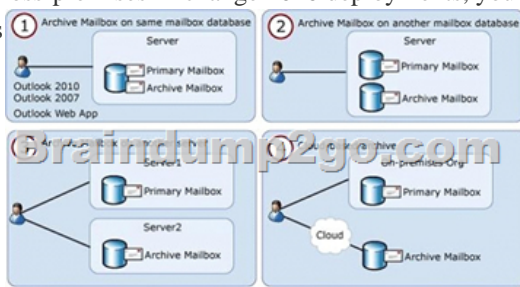 1 Archive Mailbox on same mailbox database
Server
Primary Mailbox
Archive Mailbox
Outlook 2010
Outlook 2007
Outlook Web App
2 Archive Mailbox on another mailbox database
Server
Primary Mailbox
Archive Mailbox
Braindump2go.com
Server1
Primary Mailbox
Server2
Archive Mailbox
On-premises Org
Primary Mailbox
Cloud
Archive Mailbox